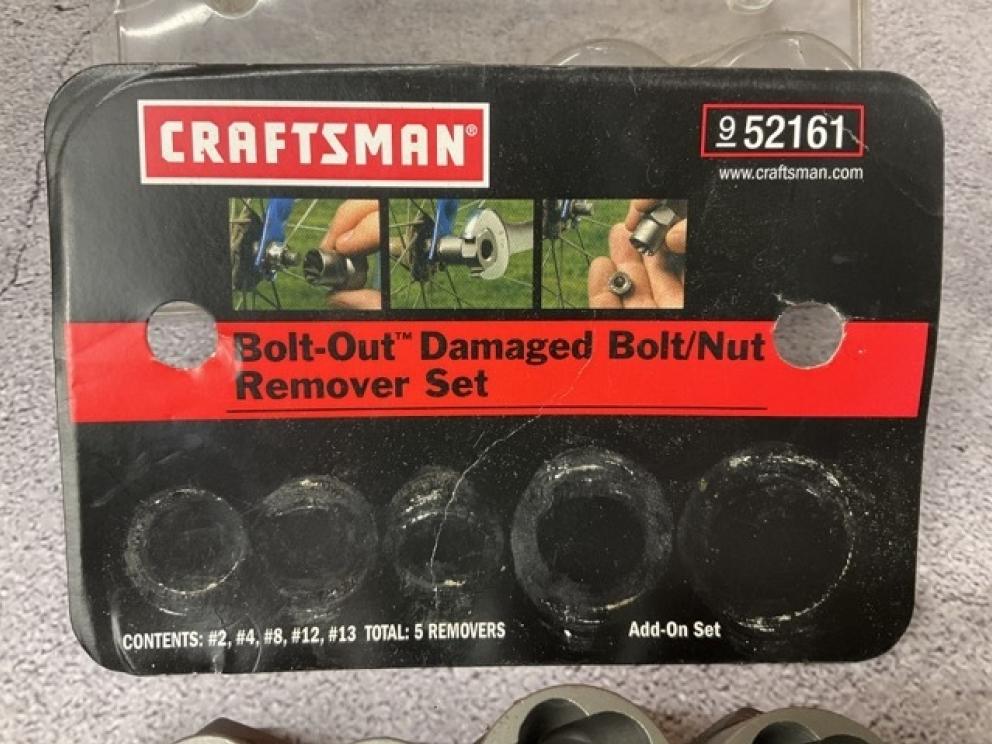 CRAFTSMAN®
9 52161
www.craftsman.com
Bolt-Out™ Damaged Bolt/Nut
Remover Set
CONTENTS: #2, #4, #8, #12, #13 TOTAL: 5 REMOVERS
Add-On Set